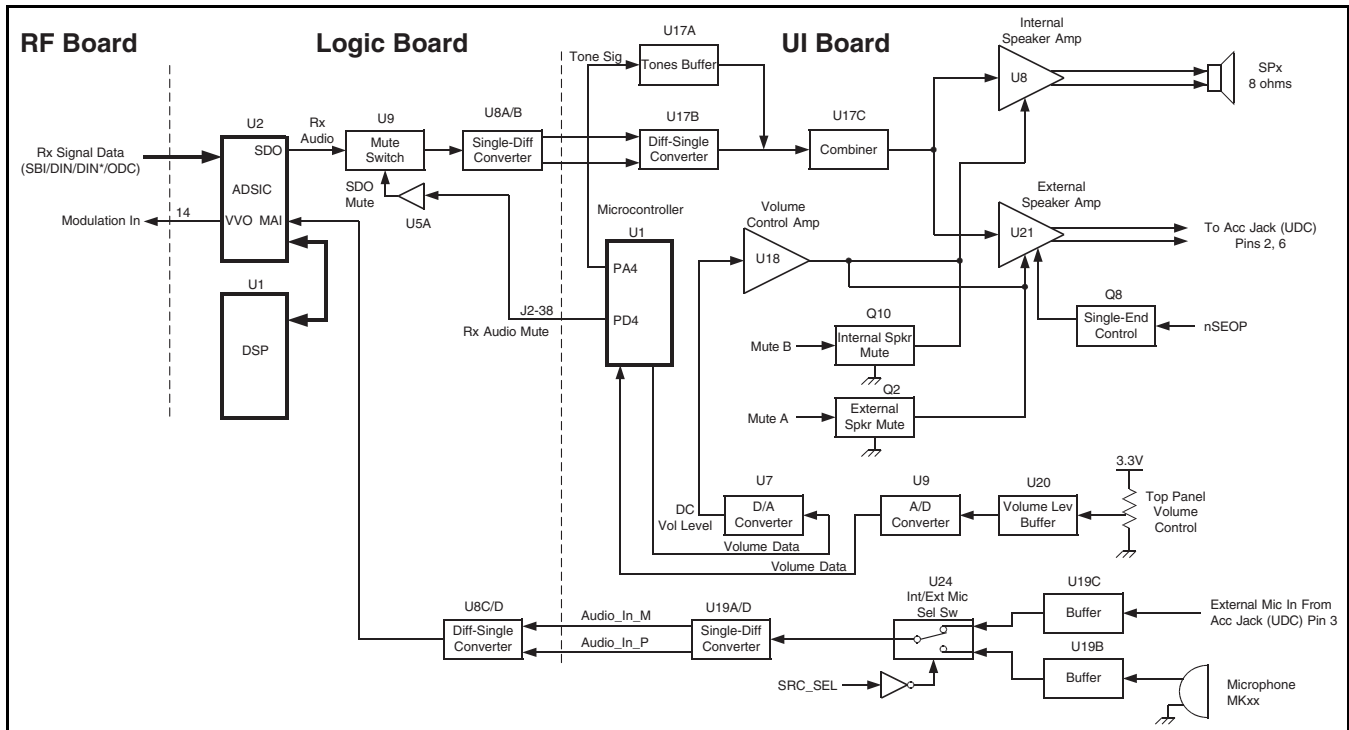 RF Board
Logic Board
UI Board
U17A
Tone Sig
Tones Buffer
Internal
Speaker Amp
U8
SPx
8 ohms
U2
Rx
Audio
U9
Mute
Switch
U8A/B
Single-Diff
Converter
U17B
Diff-Single
Converter
U17C
Combiner
Rx Signal Data
(SBI/DIN/DIN*/ODC)
SDO
ADSIC
VVO MAI
SDO
Mute
U5A
Modulation In
14
Microcontroller
U1
PA4
PD4
Volume
Control Amp
U18
External
Speaker Amp
U21
To Acc Jack (UDC)
Pins 2, 6
U1
DSP
J2-38
Rx Audio Mute
Q10
Mute B
Internal Spkr
Mute
Q8
Single-End
Control
nSEOP
Q2
Mute A
External
Spkr Mute
3.3V
U7
D/A
Converter
DC
Vol Level
U9
A/D
Converter
U20
Volume Lev
Buffer
Top Panel
Volume
Control
Volume Data
Volume Data
U8C/D
Diff-Single
Converter
Audio_In_M
Audio_In_P
U19A/D
Single-Diff
Converter
U24
Int/Ext Mic
Sel Sw
U19C
Buffer
External Mic In From
Acc Jack (UDC) Pin 3
U19B
Buffer
SRC_SEL
Microphone
MKxx